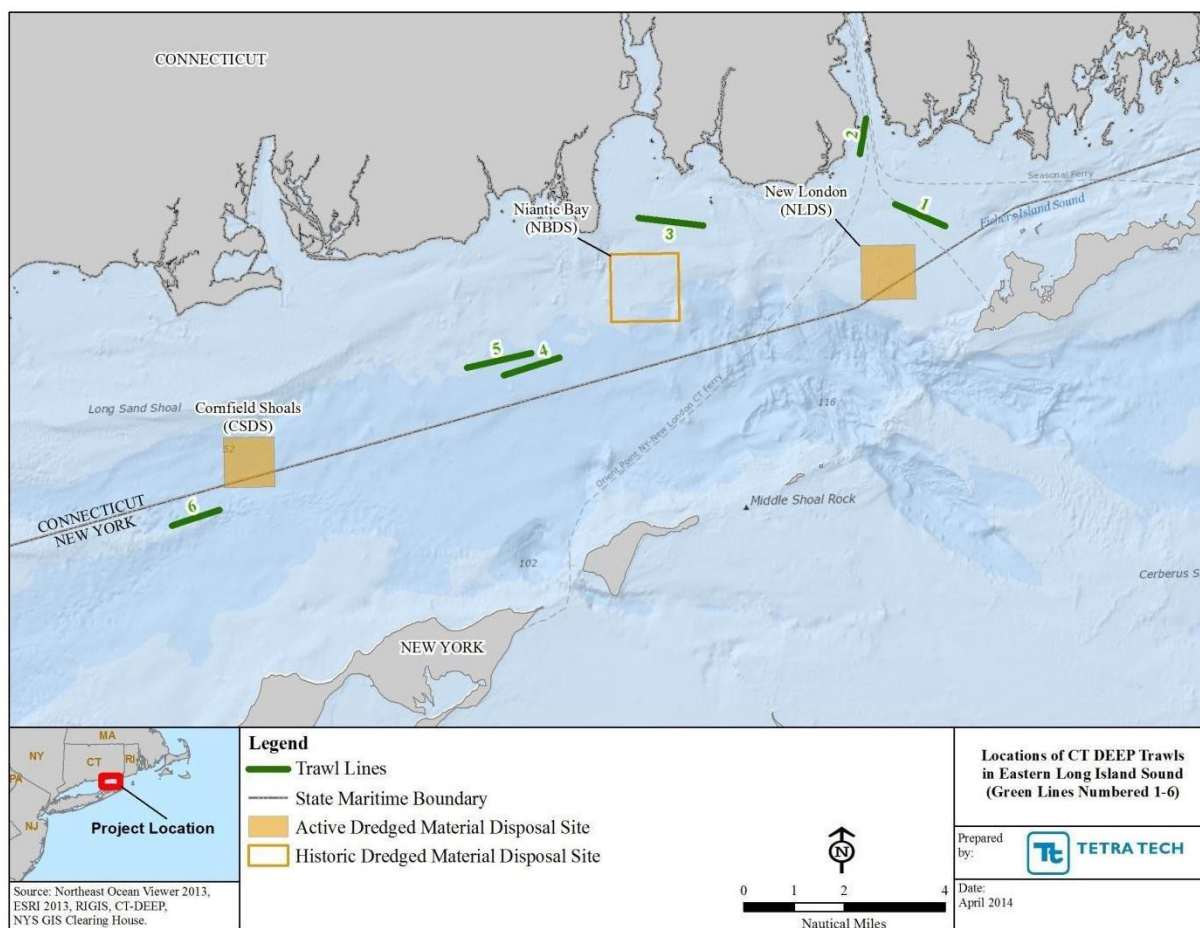 CONNECTICUT
2
New London
(NLDS)
Seasonal Ferry
1
Fishers Island Sound
Niantic Bay
(NBDS)
3
5
4
Orient Point NY-New London CT Ferry
116
Long Sand Shoal
Cornfield Shoals
(CSDS)
52
6
CONNECTICUT
NEW YORK
Middle Shoal Rock
102
Cerberus S
NEW YORK
MA
NY
CT
RI
PA
NJ
Project Location
Source: Northeast Ocean Viewer 2013,
ESRI 2013, RIGIS, CT-DEEP,
NYS GIS Clearing House.
Legend
Trawl Lines
State Maritime Boundary
Active Dredged Material Disposal Site
Historic Dredged Material Disposal Site
N
0 1 2 4
Nautical Miles
Locations of CT DEEP Trawls
in Eastern Long Island Sound
(Green Lines Numbered 1-6)
Prepared
by:
Tt TETRA TECH
Date:
April 2014